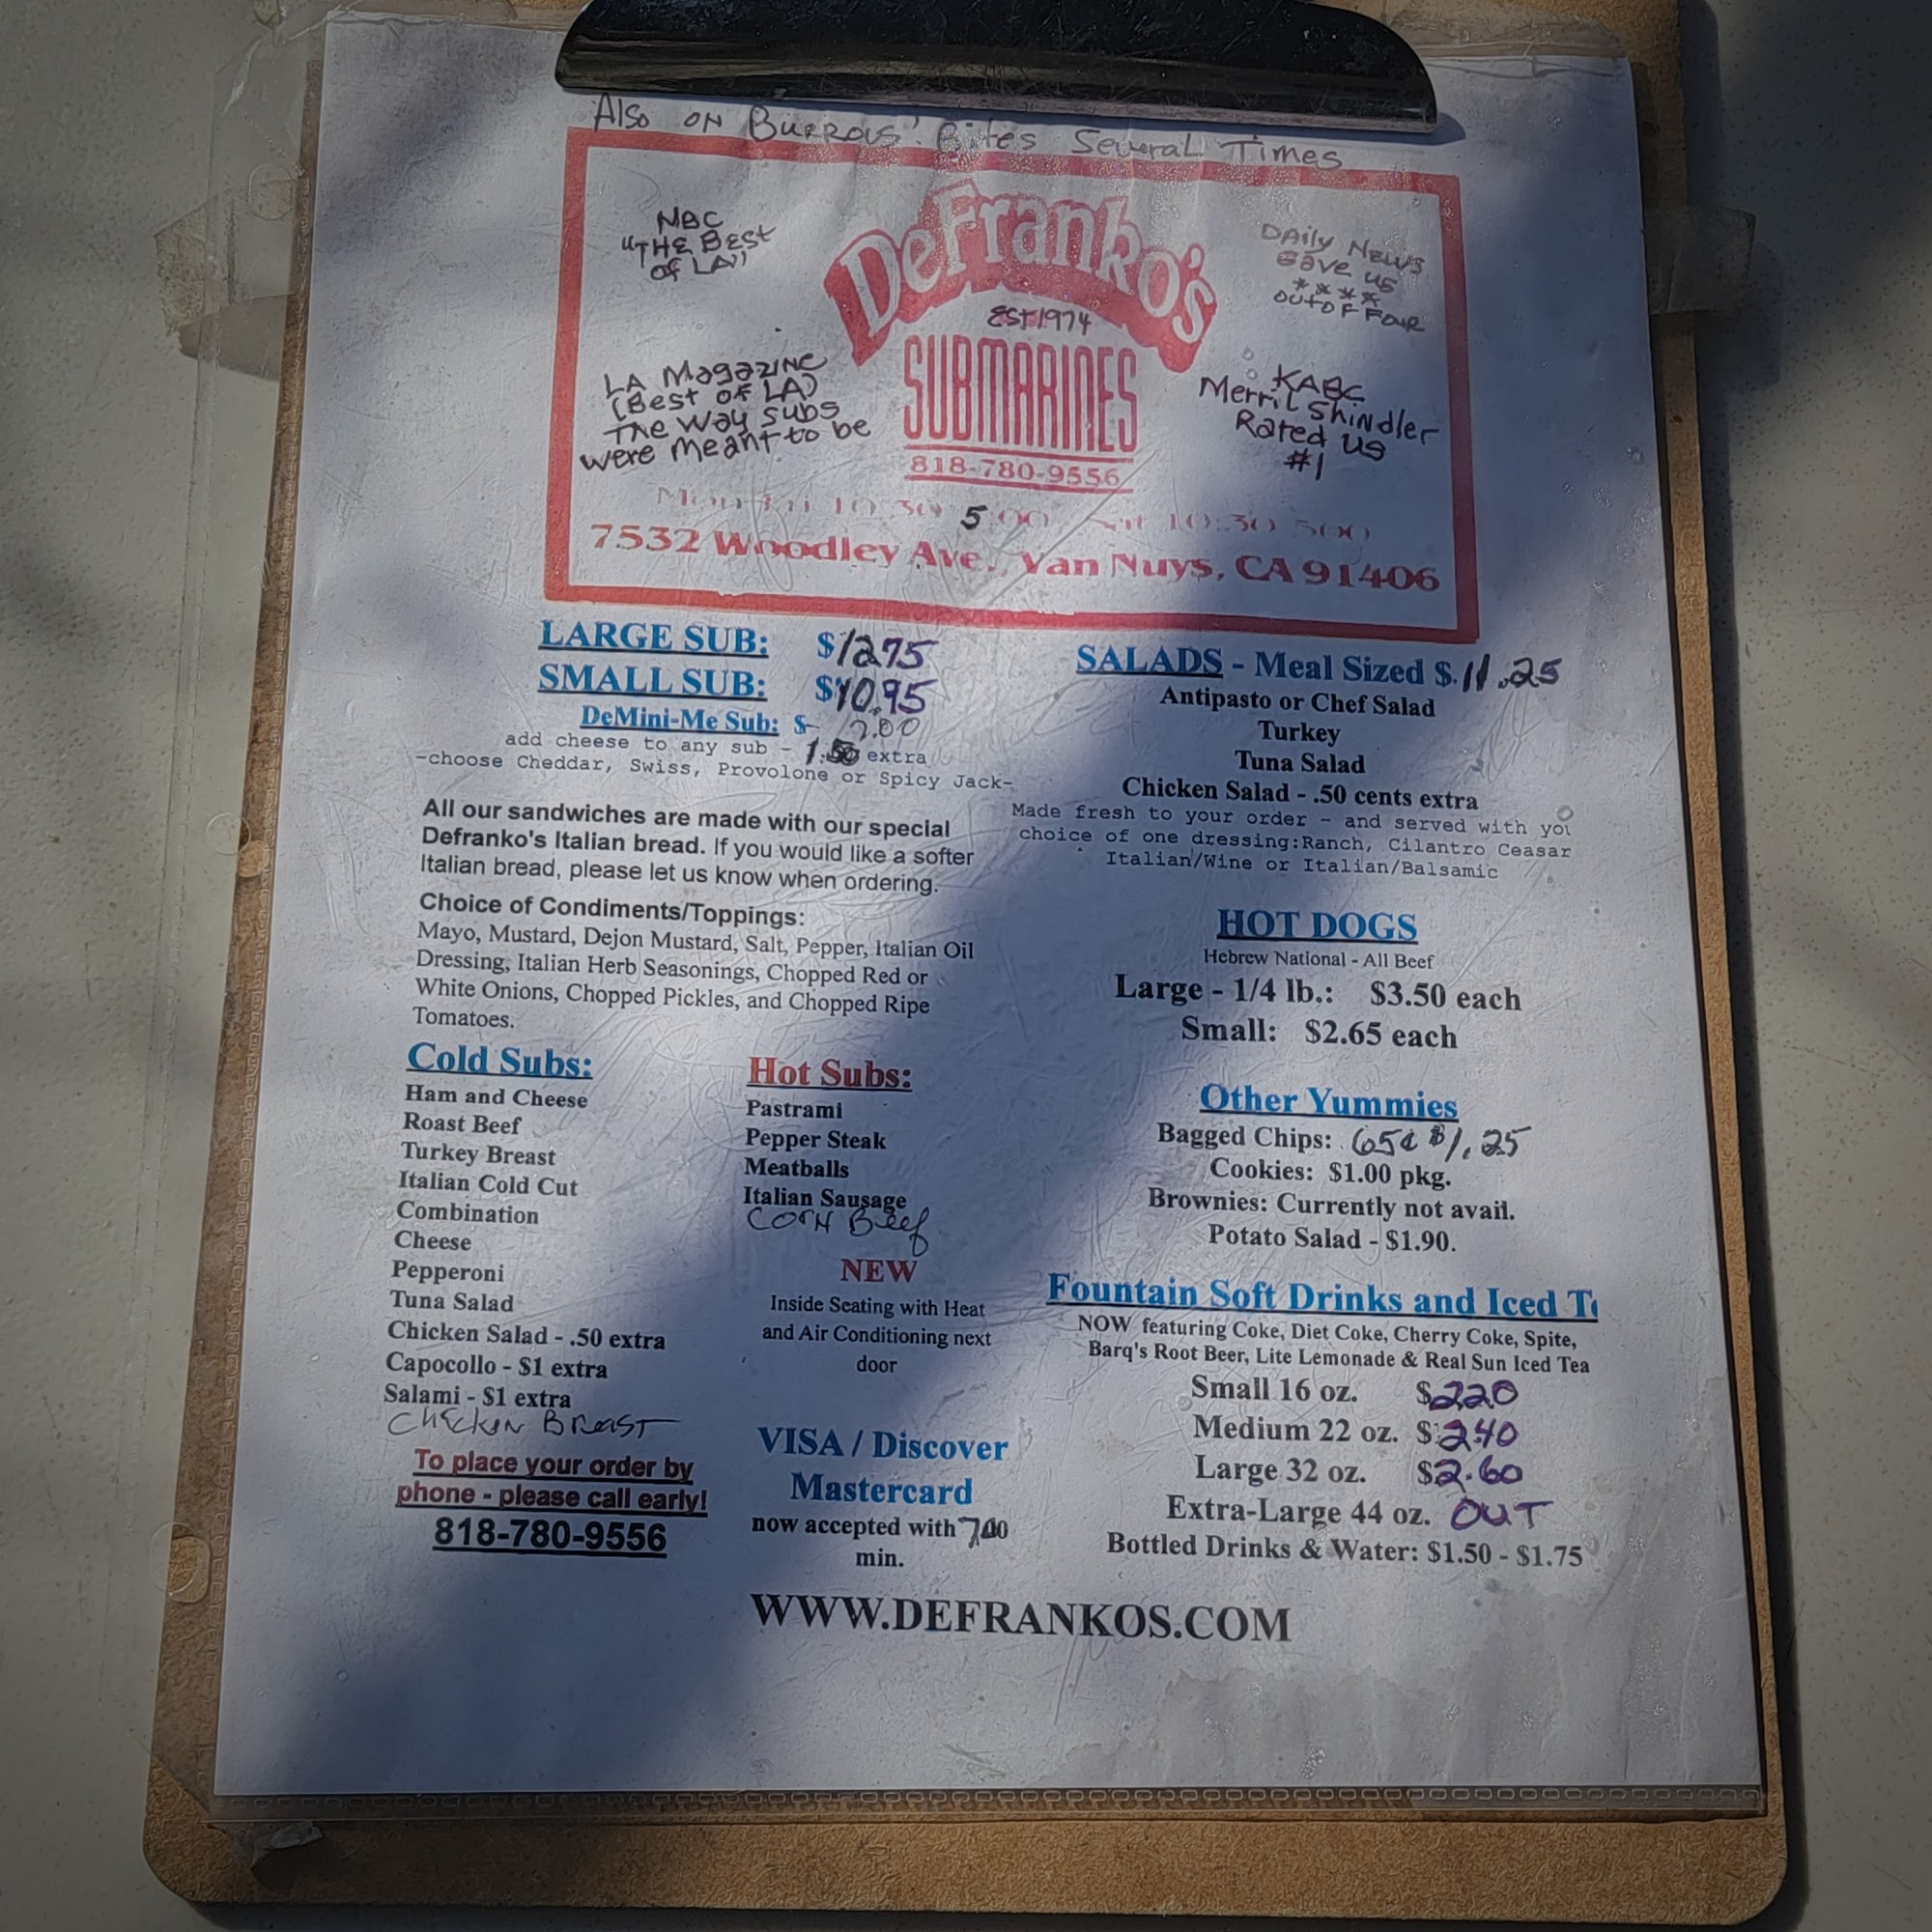 Also on Burrous' Bites Several Times
NBC
"THE BEST
of LA"
DeFranko's
EST 1974
SUBMARINES
818-780-9556
Daily News
Gave us
****
out of Four
LA Magazine
(Best of LA)
The way subs
were meant to be
KABC
Merril Shindler
Rated us
#1
Mon Fri 10:30 5:00 Sat 10:30 500
7532 Woodley Ave., Van Nuys, CA 91406
LARGE SUB: $12.75
SMALL SUB: $10.95
DeMini-Me Sub: $
add cheese to any sub - 1.50 extra
-choose Cheddar, Swiss, Provolone or Spicy Jack-
All our sandwiches are made with our special
Defranko's Italian bread. If you would like a softer
Italian bread, please let us know when ordering.
Choice of Condiments/Toppings:
Mayo, Mustard, Dejon Mustard, Salt, Pepper, Italian Oil
Dressing, Italian Herb Seasonings, Chopped Red or
White Onions, Chopped Pickles, and Chopped Ripe
Tomatoes.
Cold Subs:
Ham and Cheese
Roast Beef
Turkey Breast
Italian Cold Cut
Combination
Cheese
Pepperoni
Tuna Salad
Chicken Salad - .50 extra
Capocollo - $1 extra
Salami - $1 extra
Chicken Breast
To place your order by
phone - please call early!
818-780-9556
Hot Subs:
Pastrami
Pepper Steak
Meatballs
Italian Sausage
Corn Beef
NEW
Inside Seating with Heat
and Air Conditioning next
door
VISA / Discover
Mastercard
now accepted with 7.00
min.
SALADS - Meal Sized $.11.25
Antipasto or Chef Salad
Turkey
Tuna Salad
Chicken Salad - .50 cents extra
Made fresh to your order - and served with you
choice of one dressing:Ranch, Cilantro Ceasar
Italian/Wine or Italian/Balsamic
HOT DOGS
Hebrew National - All Beef
Large - 1/4 lb.: $3.50 each
Small: $2.65 each
Other Yummies
Bagged Chips: 65¢ $1.25
Cookies: $1.00 pkg.
Brownies: Currently not avail.
Potato Salad - $1.90.
Fountain Soft Drinks and Iced Te
NOW featuring Coke, Diet Coke, Cherry Coke, Spite,
Barq's Root Beer, Lite Lemonade & Real Sun Iced Tea
Small 16 oz. $2.20
Medium 22 oz. $2.40
Large 32 oz. $2.60
Extra-Large 44 oz. OUT
Bottled Drinks & Water: $1.50 - $1.75
WWW.DEFRANKOS.COM